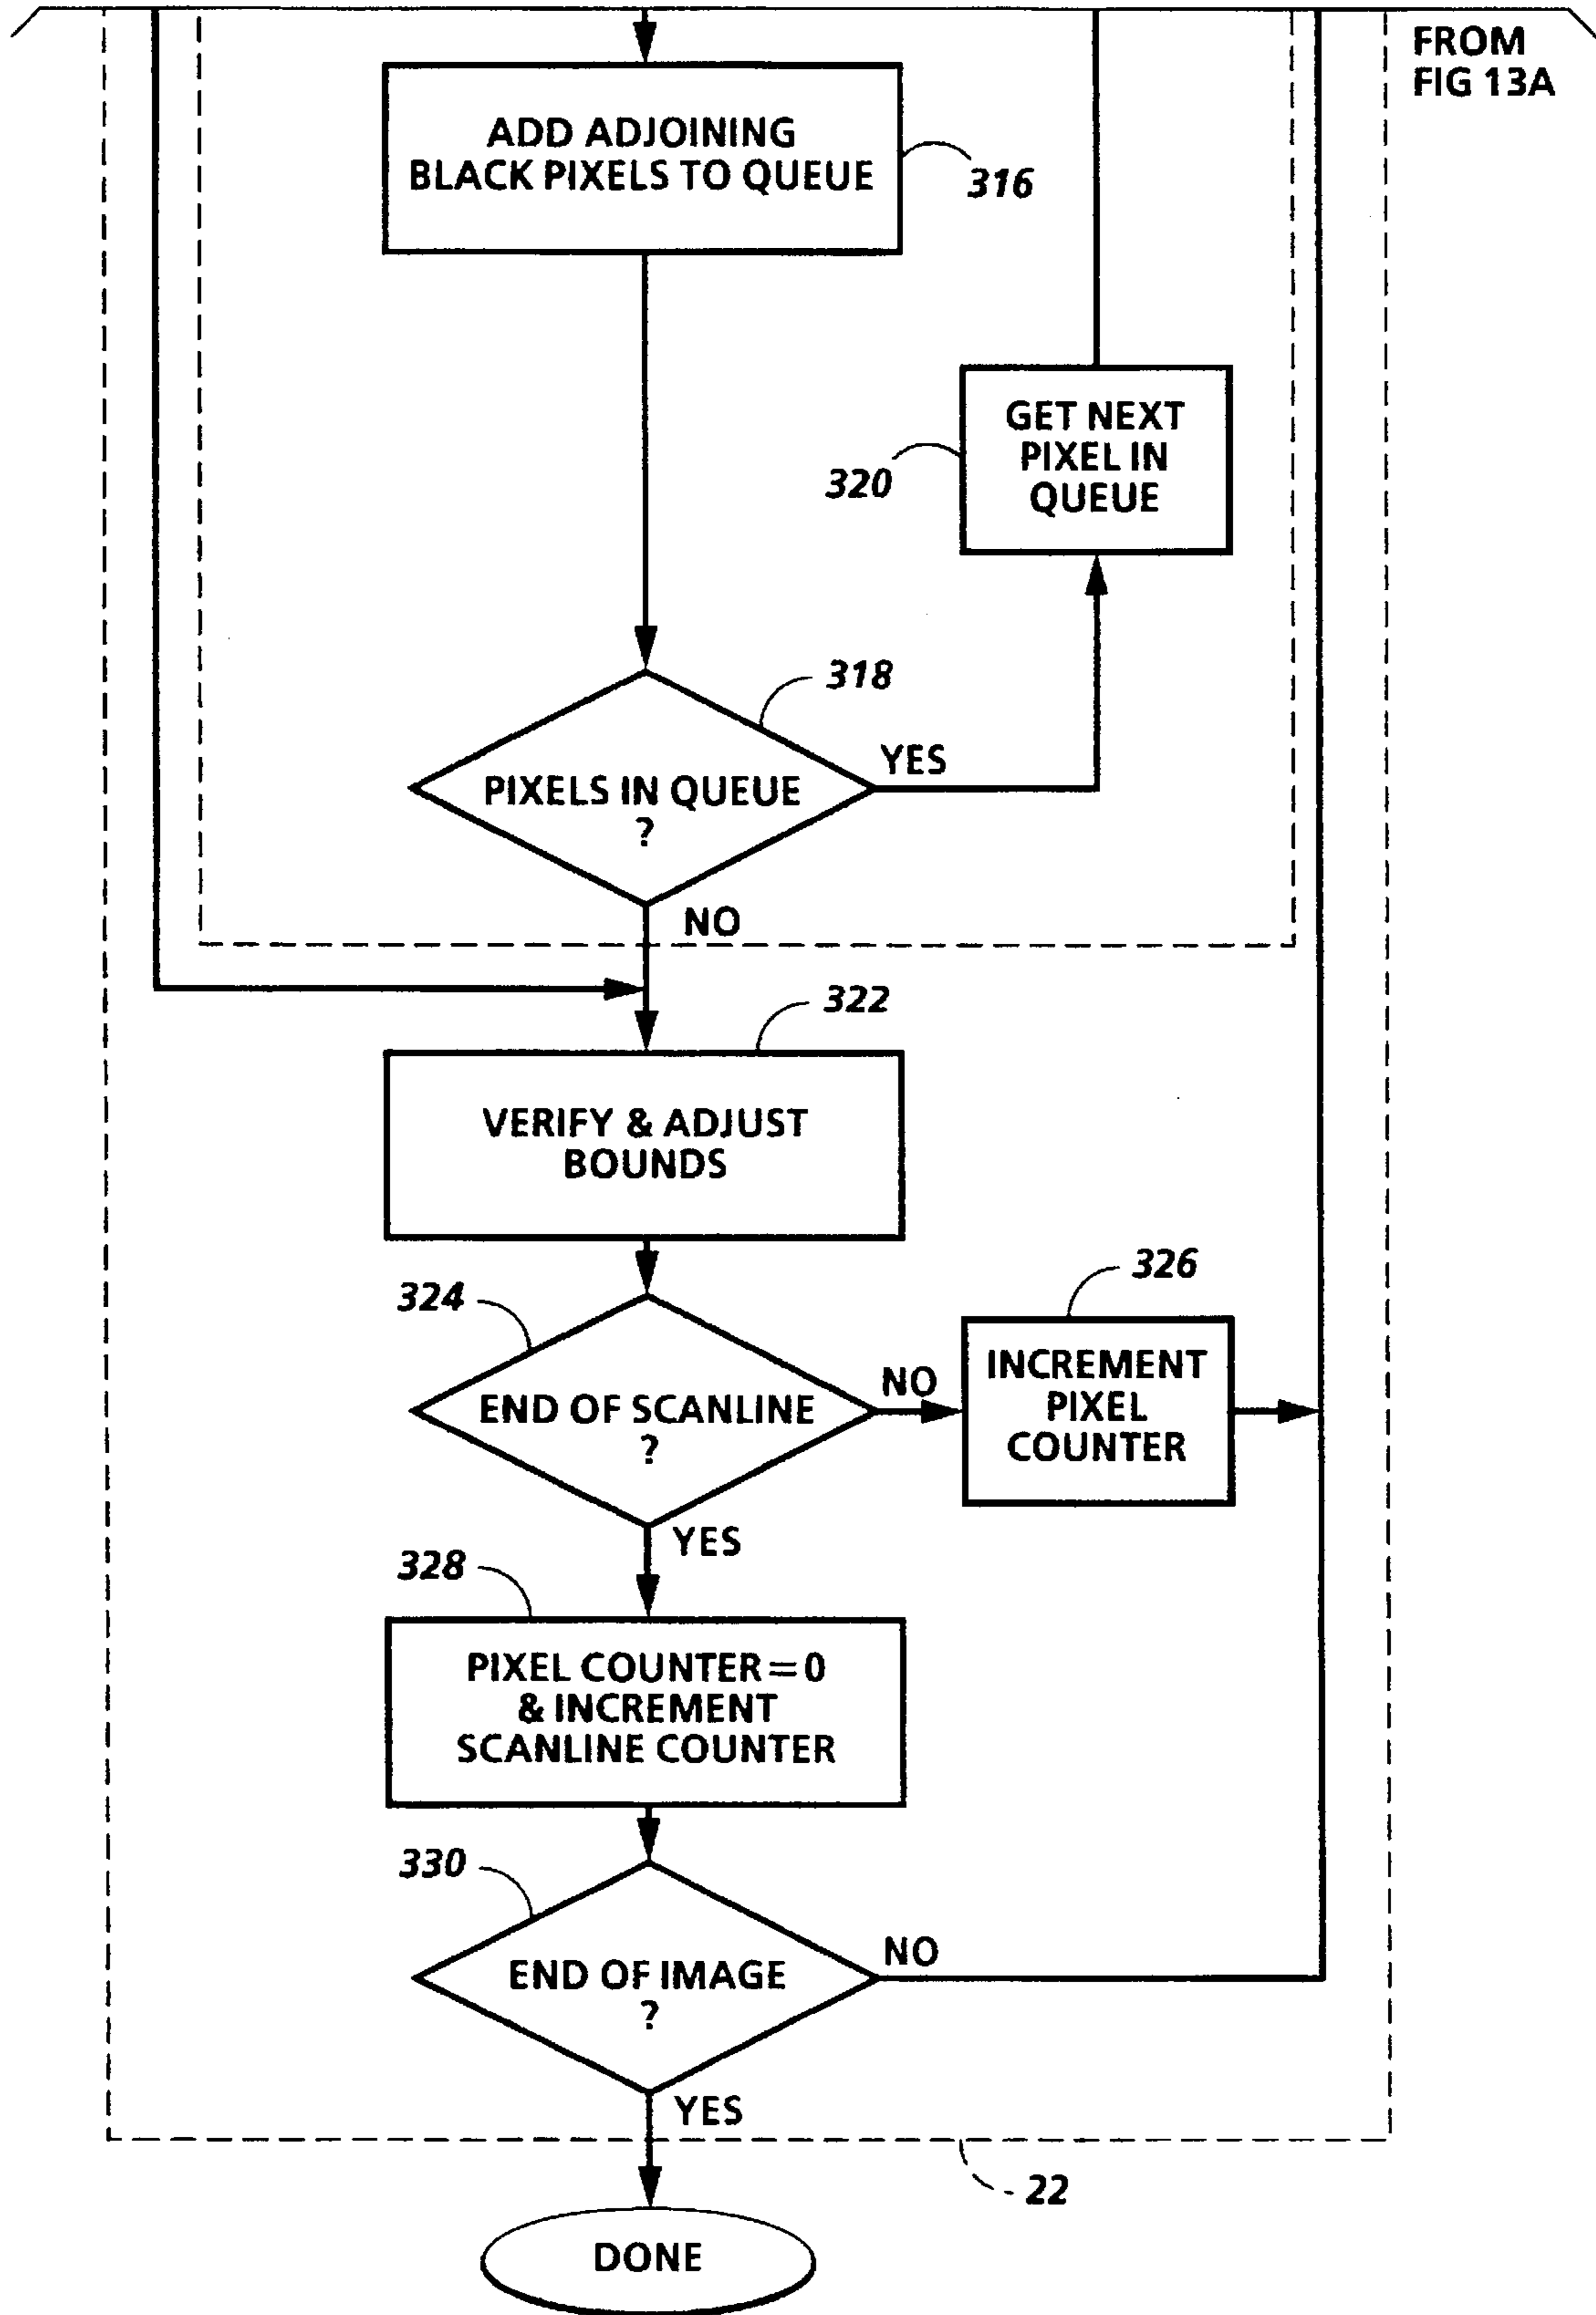 FROM
FIG 13A
ADD ADJOINING
BLACK PIXELS TO QUEUE
316
GET NEXT
PIXEL IN
QUEUE
320
318
YES
PIXELS IN QUEUE
?
NO
322
VERIFY & ADJUST
BOUNDS
324
326
END OF SCANLINE
?
NO
INCREMENT
PIXEL
COUNTER
YES
328
PIXEL COUNTER=0
& INCREMENT
SCANLINE COUNTER
330
END OF IMAGE
?
NO
YES
22
DONE